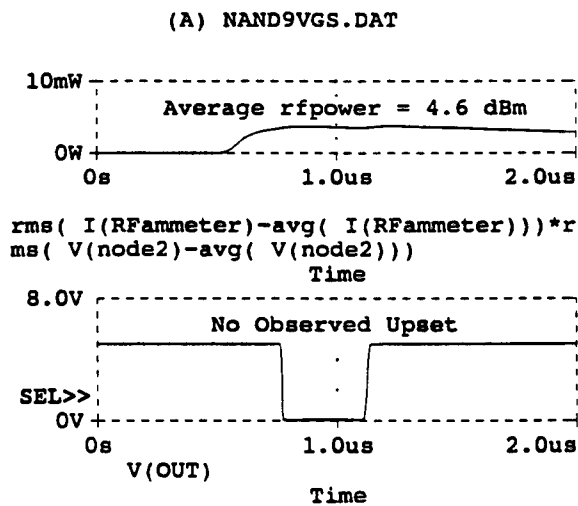 (A) NAND9VGS.DAT
10mW
Average rfpower = 4.6 dBm
0W
0s 1.0us 2.0us
rms( I(RFammeter)-avg( I(RFammeter)))*r
ms( V(node2)-avg( V(node2)))
Time
8.0V
No Observed Upset
SEL>>
0V
0s 1.0us 2.0us
V(OUT)
Time